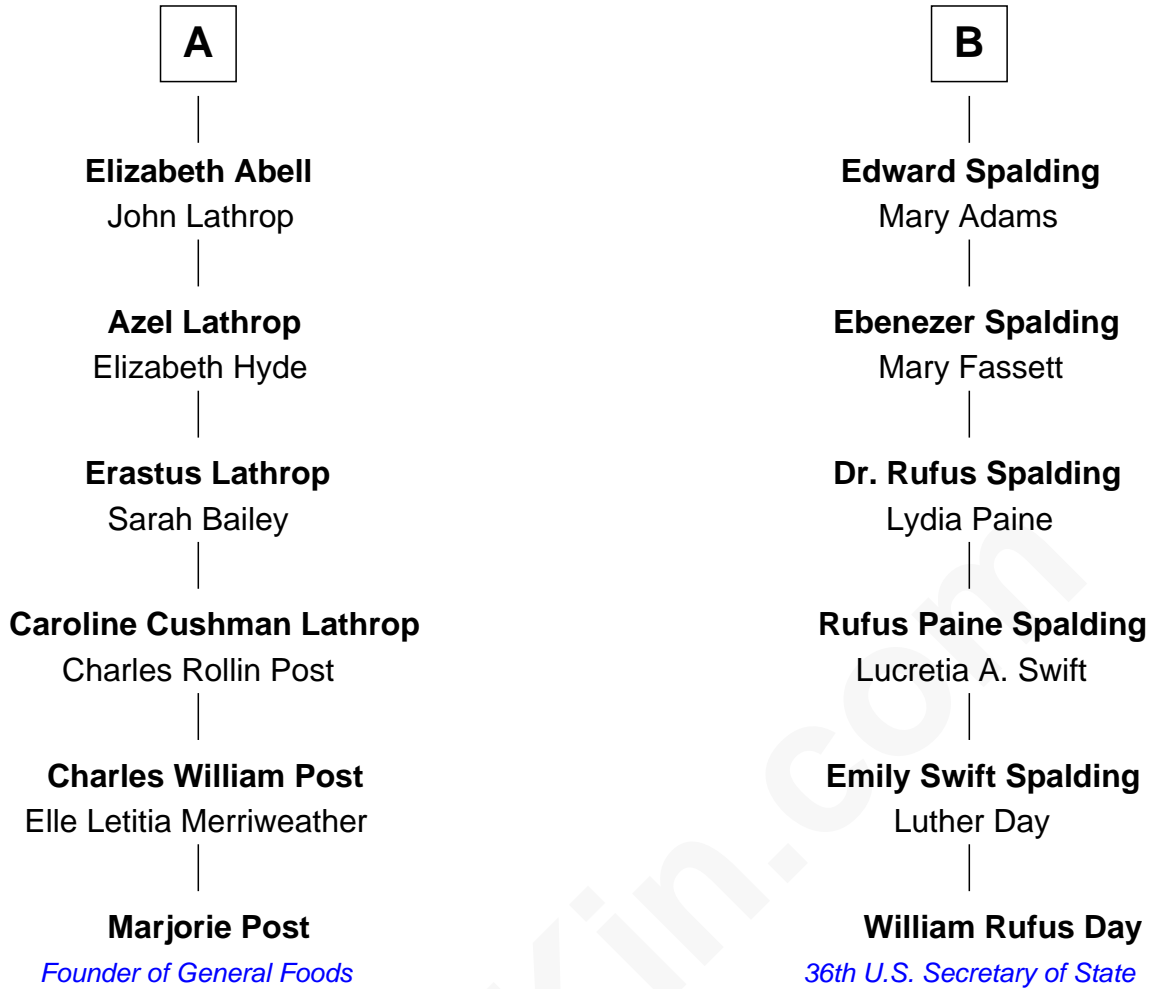 A
Elizabeth Abell
John Lathrop
Azel Lathrop
Elizabeth Hyde
Erastus Lathrop
Sarah Bailey
Caroline Cushman Lathrop
Charles Rollin Post
Charles William Post
Elle Letitia Merriweather
Marjorie Post
Founder of General Foods
B
Edward Spalding
Mary Adams
Ebenezer Spalding
Mary Fassett
Dr. Rufus Spalding
Lydia Paine
Rufus Paine Spalding
Lucretia A. Swift
Emily Swift Spalding
Luther Day
William Rufus Day
36th U.S. Secretary of State